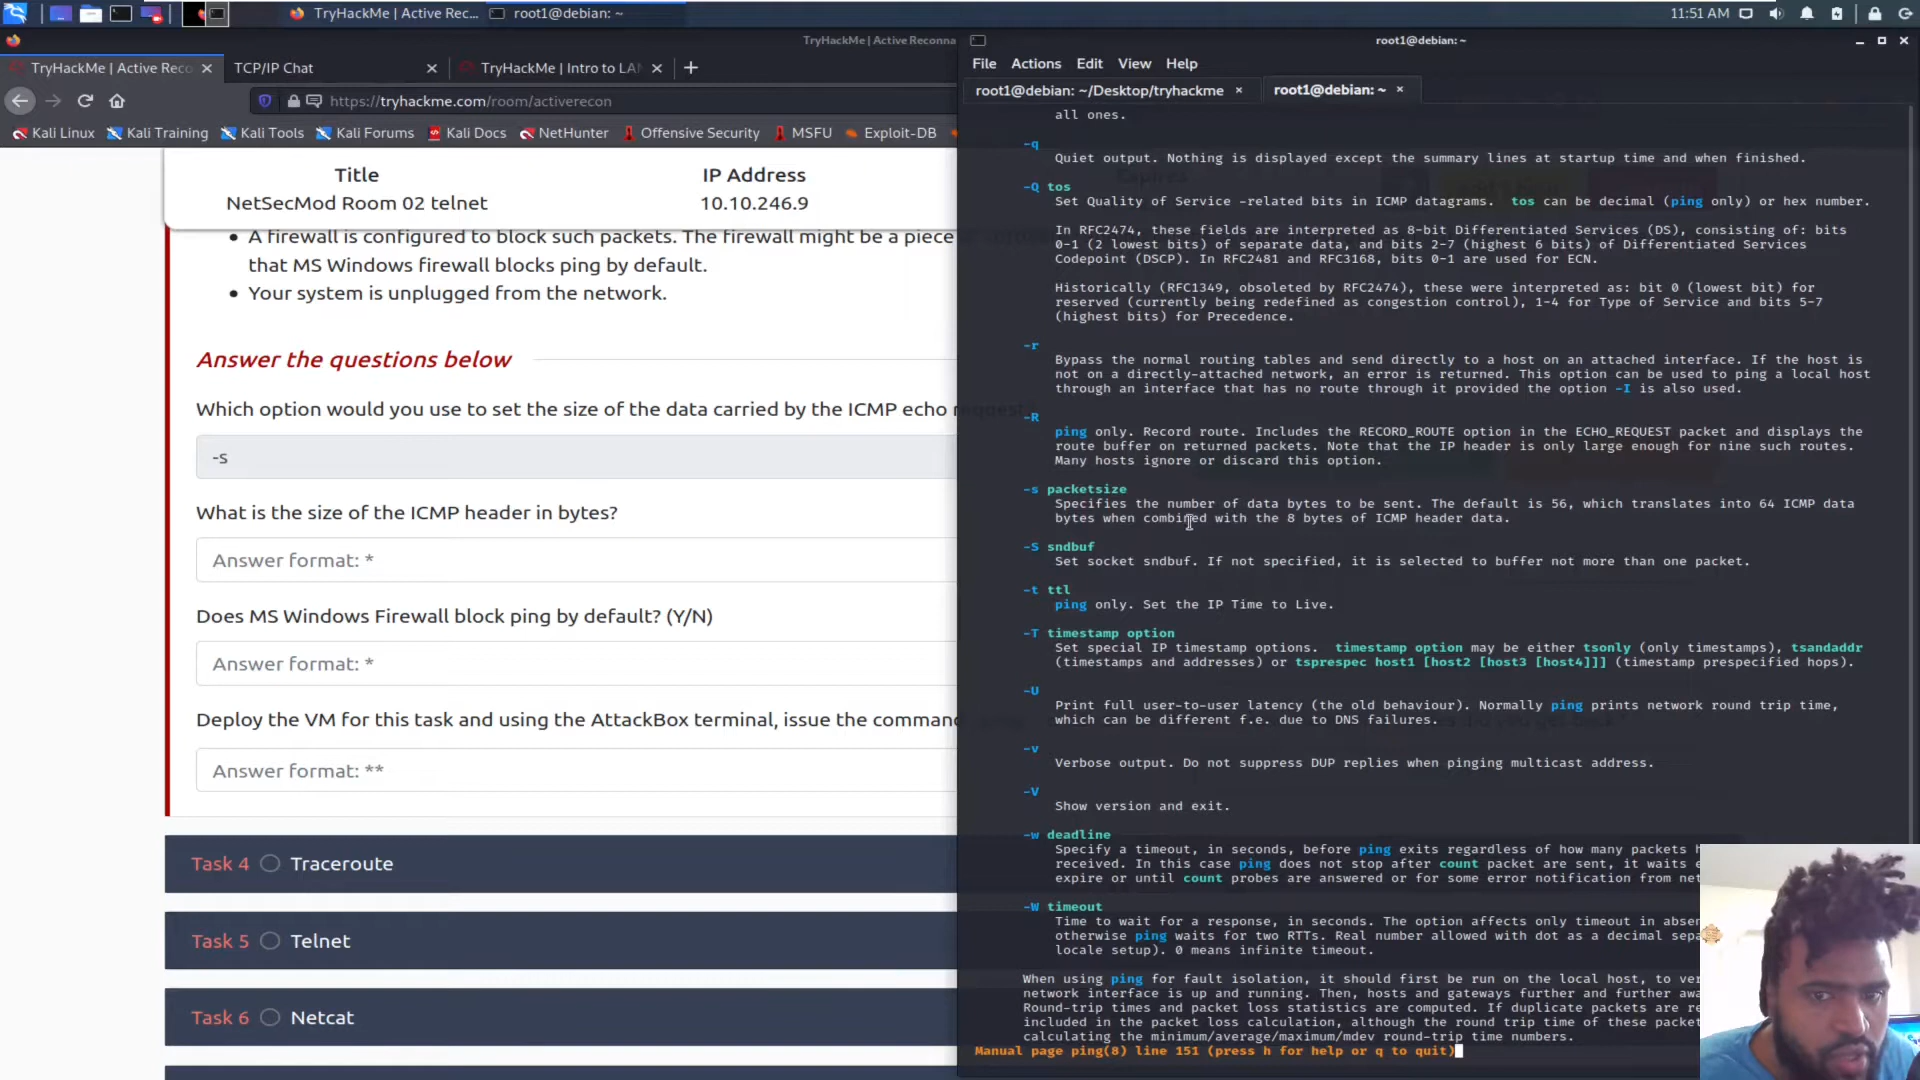 TryHackMe | Active Rec...
root1@debian: ~
11:51 AM
TryHackMe | Active Reconna
root1@debian: ~
TryHackMe | Active Reco
TCP/IP Chat
TryHackMe | Intro to LA
https://tryhackme.com/room/activerecon
Kali Linux
Kali Training
Kali Tools
Kali Forums
Kali Docs
NetHunter
Offensive Security
MSFU
Exploit-DB
Title
IP Address
NetSecMod Room 02 telnet
10.10.246.9
A firewall is configured to block such packets. The firewall might be a piece
that MS Windows firewall blocks ping by default.
Your system is unplugged from the network.
Answer the questions below
Which option would you use to set the size of the data carried by the ICMP echo request?
-s
What is the size of the ICMP header in bytes?
Answer format: *
Does MS Windows Firewall block ping by default? (Y/N)
Answer format: *
Deploy the VM for this task and using the AttackBox terminal, issue the command
Answer format: **
Task 4 Traceroute
Task 5 Telnet
Task 6 Netcat
File Actions Edit View Help
root1@debian: ~/Desktop/tryhackme
root1@debian: ~
all ones.
-q
Quiet output. Nothing is displayed except the summary lines at startup time and when finished.
-Q tos
Set Quality of Service -related bits in ICMP datagrams. tos can be decimal (ping only) or hex number.
In RFC2474, these fields are interpreted as 8-bit Differentiated Services (DS), consisting of: bits
0-1 (2 lowest bits) of separate data, and bits 2-7 (highest 6 bits) of Differentiated Services
Codepoint (DSCP). In RFC2481 and RFC3168, bits 0-1 are used for ECN.
Historically (RFC1349, obsoleted by RFC2474), these were interpreted as: bit 0 (lowest bit) for
reserved (currently being redefined as congestion control), 1-4 for Type of Service and bits 5-7
(highest bits) for Precedence.
-r
Bypass the normal routing tables and send directly to a host on an attached interface. If the host is
not on a directly-attached network, an error is returned. This option can be used to ping a local host
through an interface that has no route through it provided the option -I is also used.
-R
ping only. Record route. Includes the RECORD_ROUTE option in the ECHO_REQUEST packet and displays the
route buffer on returned packets. Note that the IP header is only large enough for nine such routes.
Many hosts ignore or discard this option.
-s packetsize
Specifies the number of data bytes to be sent. The default is 56, which translates into 64 ICMP data
bytes when combined with the 8 bytes of ICMP header data.
-S sndbuf
Set socket sndbuf. If not specified, it is selected to buffer not more than one packet.
-t ttl
ping only. Set the IP Time to Live.
-T timestamp option
Set special IP timestamp options. timestamp option may be either tsonly (only timestamps), tsandaddr
(timestamps and addresses) or tsprespec host1 [host2 [host3 [host4]]] (timestamp prespecified hops).
-U
Print full user-to-user latency (the old behaviour). Normally ping prints network round trip time,
which can be different f.e. due to DNS failures.
-v
Verbose output. Do not suppress DUP replies when pinging multicast address.
-V
Show version and exit.
-w deadline
Specify a timeout, in seconds, before ping exits regardless of how many packets
received. In this case ping does not stop after count packet are sent, it waits
expire or until count probes are answered or for some error notification from
-W timeout
Time to wait for a response, in seconds. The option affects only timeout in
otherwise ping waits for two RTTs. Real number allowed with dot as a decimal
locale setup). 0 means infinite timeout.
When using ping for fault isolation, it should first be run on the local host, to
network interface is up and running. Then, hosts and gateways further and further
Round-trip times and packet loss statistics are computed. If duplicate packets are
included in the packet loss calculation, although the round trip time of these
calculating the minimum/average/maximum/mdev round-trip time numbers.
Manual page ping(8) line 151 (press h for help or q to quit)